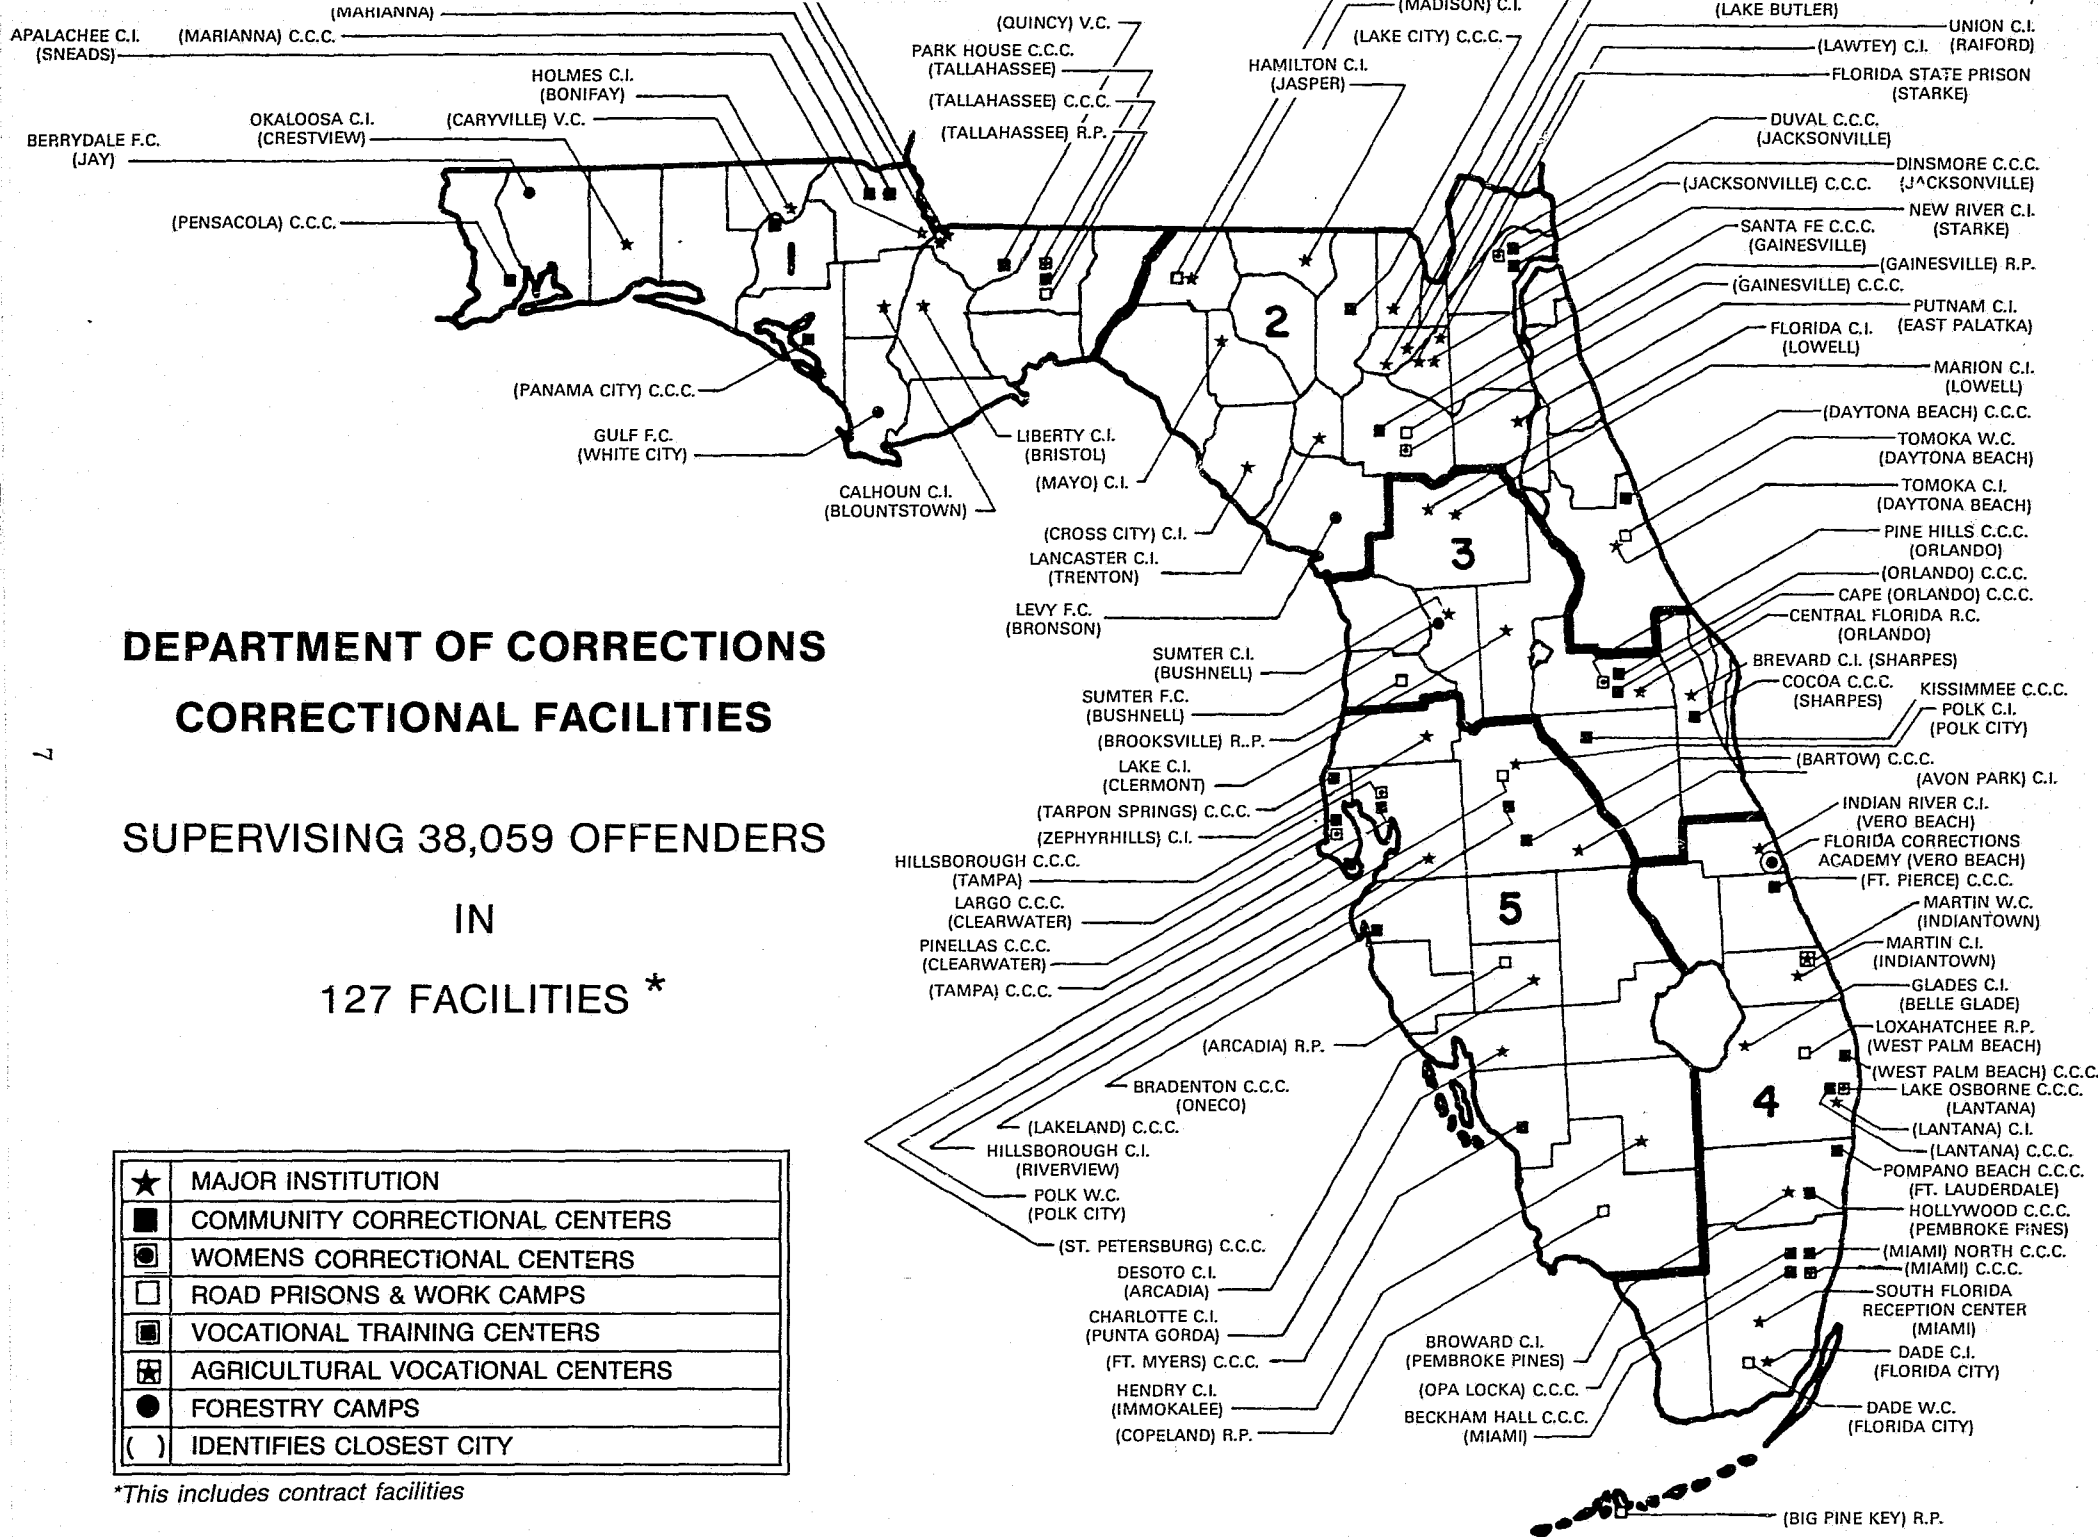 (MARIANNA)
APALACHEE C.I.
(SNEADS)
(MARIANNA) C.C.C.
HOLMES C.I.
(BONIFAY)
OKALOOSA C.I.
(CRESTVIEW)
(CARYVILLE) V.C.
BERRYDALE F.C.
(JAY)
(PENSACOLA) C.C.C.
(QUINCY) V.C.
PARK HOUSE C.C.C.
(TALLAHASSEE)
(TALLAHASSEE) C.C.C.
(TALLAHASSEE) R.P.
(MADISON) C.I.
(LAKE CITY) C.C.C.
HAMILTON C.I.
(JASPER)
(LAKE BUTLER)
UNION C.I.
(RAIFORD)
(LAWTEY) C.I.
FLORIDA STATE PRISON
(STARKE)
DUVAL C.C.C.
(JACKSONVILLE)
DINSMORE C.C.C.
(JACKSONVILLE)
(JACKSONVILLE) C.C.C.
NEW RIVER C.I.
(STARKE)
SANTA FE C.C.C.
(GAINESVILLE)
(GAINESVILLE) R.P.
(GAINESVILLE) C.C.C.
PUTNAM C.I.
(EAST PALATKA)
FLORIDA C.I.
(LOWELL)
MARION C.I.
(LOWELL)
(DAYTONA BEACH) C.C.C.
TOMOKA W.C.
(DAYTONA BEACH)
TOMOKA C.I.
(DAYTONA BEACH)
PINE HILLS C.C.C.
(ORLANDO)
(ORLANDO) C.C.C.
CAPE (ORLANDO) C.C.C.
CENTRAL FLORIDA R.C.
(ORLANDO)
BREVARD C.I. (SHARPES)
COCOA C.C.C.
(SHARPES)
KISSIMMEE C.C.C.
POLK C.I.
(POLK CITY)
(BARTOW) C.C.C.
(AVON PARK) C.I.
INDIAN RIVER C.I.
(VERO BEACH)
FLORIDA CORRECTIONS
ACADEMY (VERO BEACH)
(FT. PIERCE) C.C.C.
MARTIN W.C.
(INDIANTOWN)
MARTIN C.I.
(INDIANTOWN)
GLADES C.I.
(BELLE GLADE)
LOXAHATCHEE R.P.
(WEST PALM BEACH)
(WEST PALM BEACH) C.C.C.
LAKE OSBORNE C.C.C.
(LANTANA)
(LANTANA) C.I.
(LANTANA) C.C.C.
POMPANO BEACH C.C.C.
(FT. LAUDERDALE)
HOLLYWOOD C.C.C.
(PEMBROKE PINES)
(MIAMI) NORTH C.C.C.
(MIAMI) C.C.C.
SOUTH FLORIDA
RECEPTION CENTER
(MIAMI)
DADE C.I.
(FLORIDA CITY)
DADE W.C.
(FLORIDA CITY)
(BIG PINE KEY) R.P.
1
2
3
4
5
(PANAMA CITY) C.C.C.
GULF F.C.
(WHITE CITY)
LIBERTY C.I.
(BRISTOL)
CALHOUN C.I.
(BLOUNTSTOWN)
(MAYO) C.I.
(CROSS CITY) C.I.
LANCASTER C.I.
(TRENTON)
LEVY F.C.
(BRONSON)
SUMTER C.I.
(BUSHNELL)
SUMTER F.C.
(BUSHNELL)
(BROOKSVILLE) R..P.
LAKE C.I.
(CLERMONT)
(TARPON SPRINGS) C.C.C.
(ZEPHYRHILLS) C.I.
HILLSBOROUGH C.C.C.
(TAMPA)
LARGO C.C.C.
(CLEARWATER)
PINELLAS C.C.C.
(CLEARWATER)
(TAMPA) C.C.C.
(ARCADIA) R.P.
BRADENTON C.C.C.
(ONECO)
(LAKELAND) C.C.C.
HILLSBOROUGH C.I.
(RIVERVIEW)
POLK W.C.
(POLK CITY)
(ST. PETERSBURG) C.C.C.
DESOTO C.I.
(ARCADIA)
CHARLOTTE C.I.
(PUNTA GORDA)
(FT. MYERS) C.C.C.
HENDRY C.I.
(IMMOKALEE)
(COPELAND) R.P.
BROWARD C.I.
(PEMBROKE PINES)
(OPA LOCKA) C.C.C.
BECKHAM HALL C.C.C.
(MIAMI)
DEPARTMENT OF CORRECTIONS
CORRECTIONAL FACILITIES
7
SUPERVISING 38,059 OFFENDERS
IN
127 FACILITIES *
MAJOR INSTITUTION
COMMUNITY CORRECTIONAL CENTERS
WOMENS CORRECTIONAL CENTERS
ROAD PRISONS & WORK CAMPS
VOCATIONAL TRAINING CENTERS
AGRICULTURAL VOCATIONAL CENTERS
FORESTRY CAMPS
( ) IDENTIFIES CLOSEST CITY
*This includes contract facilities